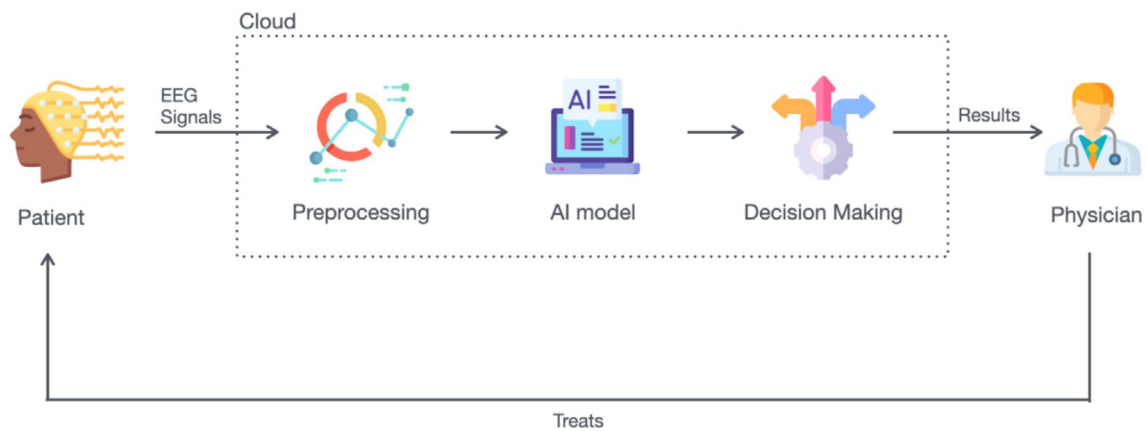 Cloud
EEG
Signals
AI
Results
Patient
Preprocessing
AI model
Decision Making
Physician
Treats